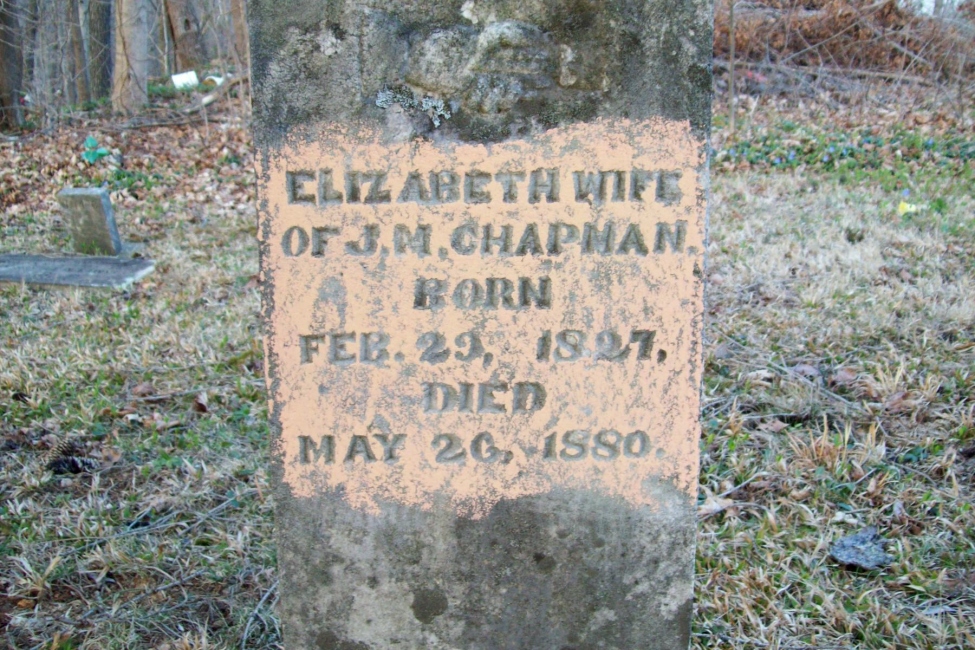 ELIZABETH WIFE
OF J. M. CHAPMAN.
BORN
FEB. 29, 1827,
DIED
MAY 26, 1880.